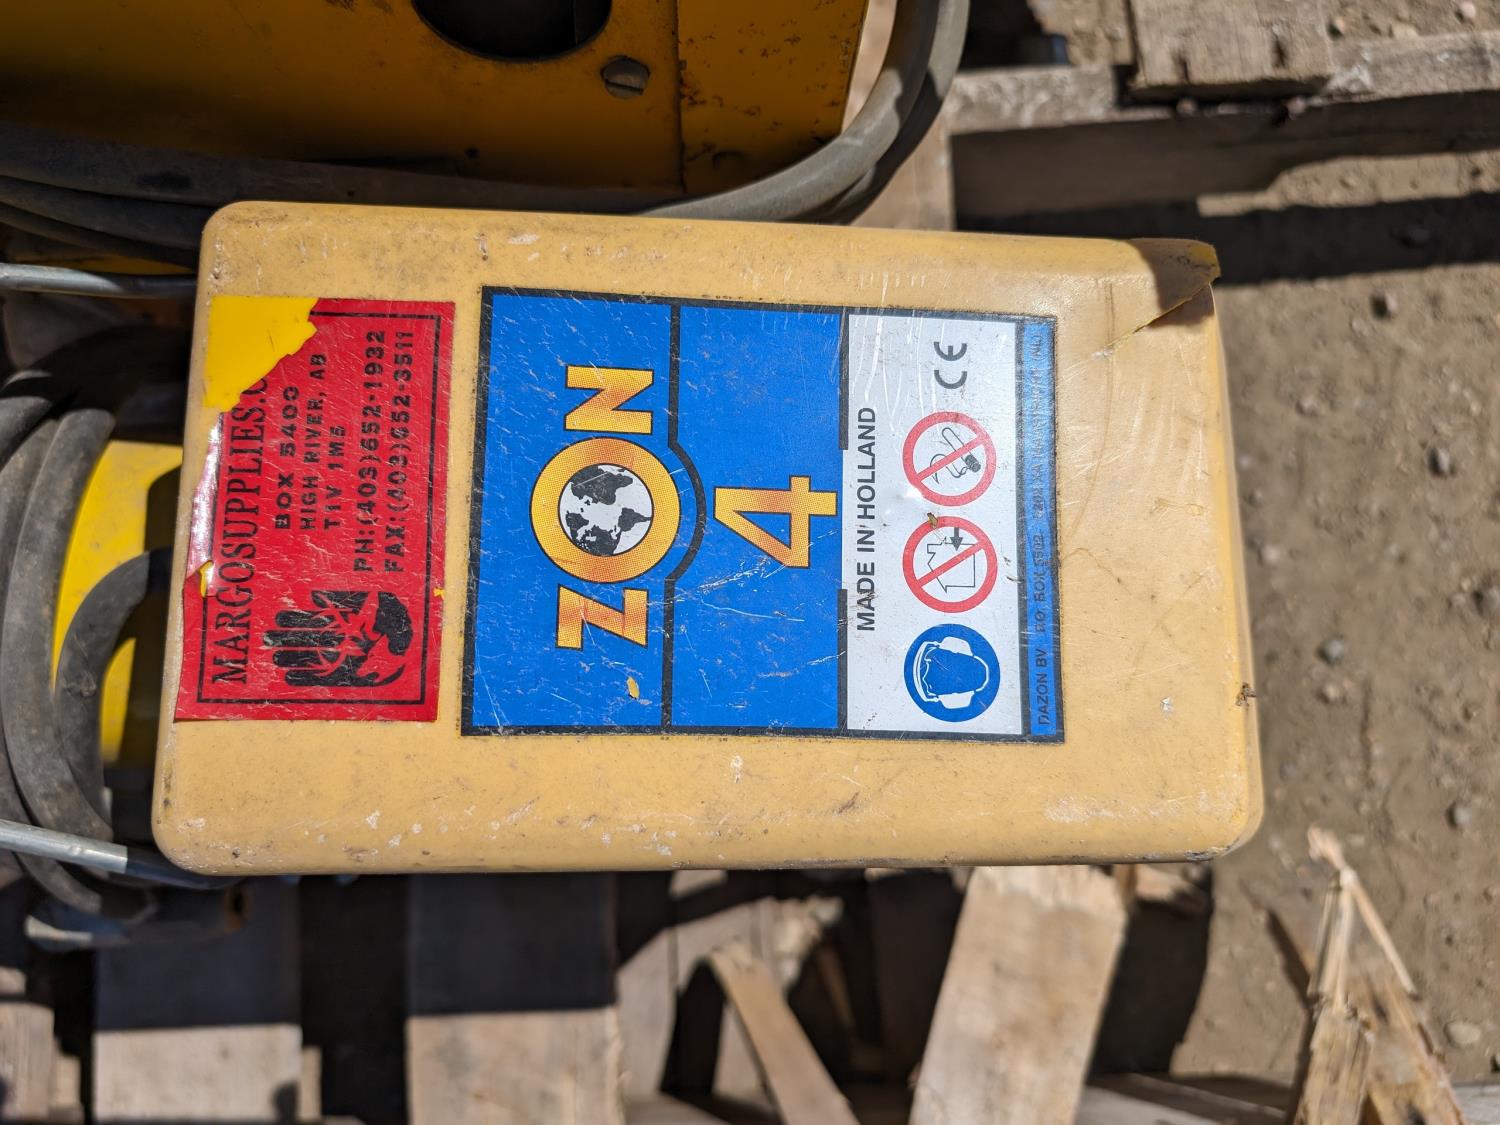 MARGOSUPPLIES.C
BOX 5400
HIGH RIVER, AB
T1V 1M5
PH:(403)652-1932
FAX:(403)652-3511
ZON
4
MADE IN HOLLAND
CE
DAZON BV P.O. BOX